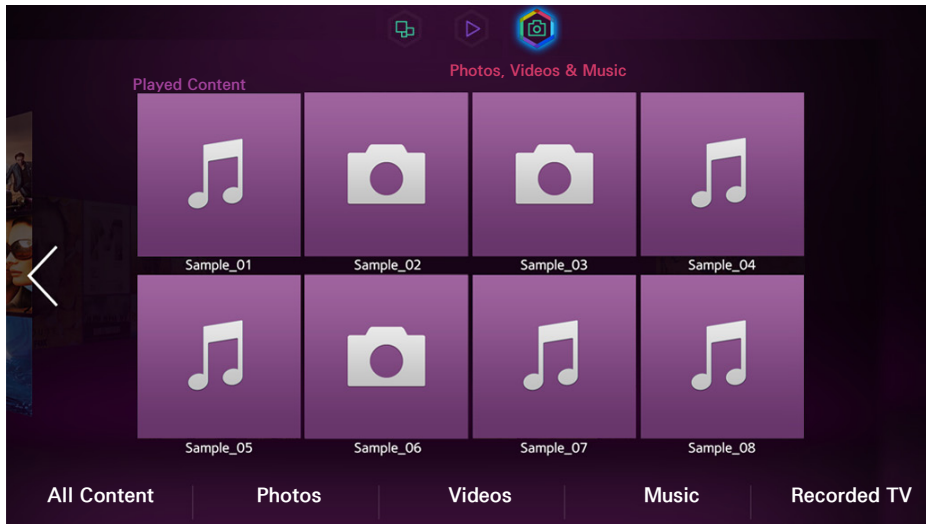 Photos, Videos & Music
Played Content
Sample_01 Sample_02 Sample_03 Sample_04
Sample_05 Sample_06 Sample_07 Sample_08
All Content Photos Videos Music Recorded TV